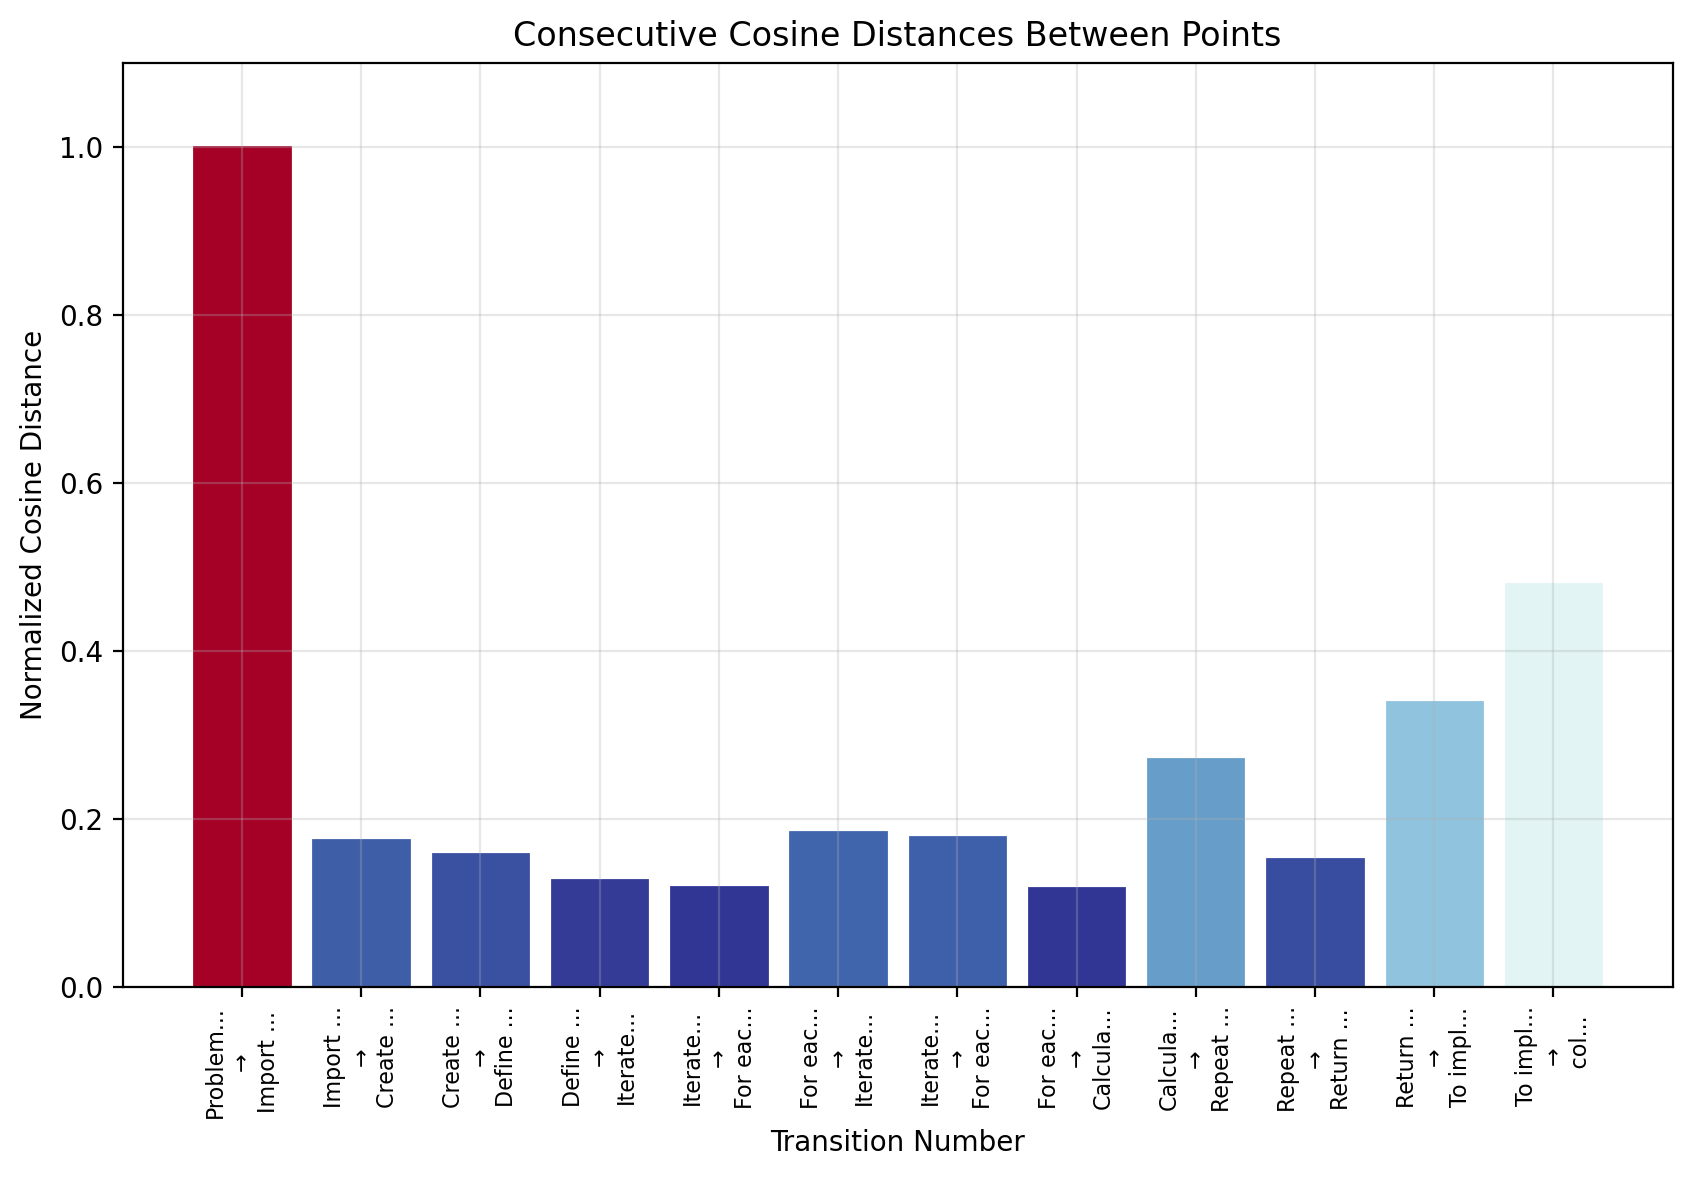 Consecutive Cosine Distances Between Points
Normalized Cosine Distance
1.0
0.8
0.6
0.4
0.2
0.0
Problem...
→
Import ...
Import ...
→
Create ...
Create ...
→
Define ...
Define ...
→
Iterate...
Iterate...
→
For eac...
For eac...
→
Iterate...
Iterate...
→
For eac...
For eac...
→
Calcula...
Calcula...
→
Repeat ...
Repeat ...
→
Return ...
Return ...
→
To impl...
To impl...
→
col...
Transition Number